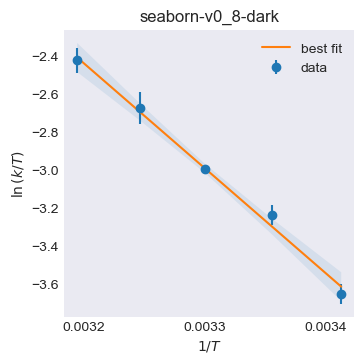 seaborn-v0_8-dark
best fit
data
ln (k/T)
−2.4
−2.6
−2.8
−3.0
−3.2
−3.4
−3.6
0.0032
0.0033
0.0034
1/T